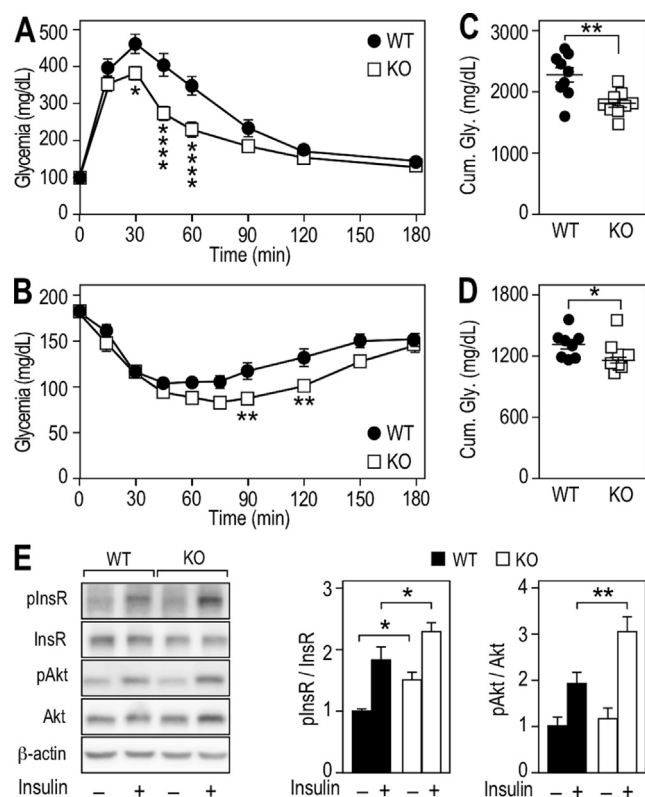 A
Glycemia (mg/dL)
500
400
300
200
100
0
WT
KO
*
****
****
0 30 60 90 120 150 180
Time (min)
C
Cum. Gly. (mg/dL)
3000
2000
1000
0
**
WT KO
B
Glycemia (mg/dL)
200
150
100
50
0
**
**
WT
KO
0 30 60 90 120 150 180
Time (min)
D
Cum. Gly. (mg/dL)
1800
1200
600
0
*
WT KO
E
WT KO
pInsR
InsR
pAkt
Akt
β-actin
Insulin – + – +
WT KO
pInsR / InsR
3
2
1
0
*
*
Insulin – + – +
pAkt / Akt
4
3
2
1
0
**
Insulin – + – +